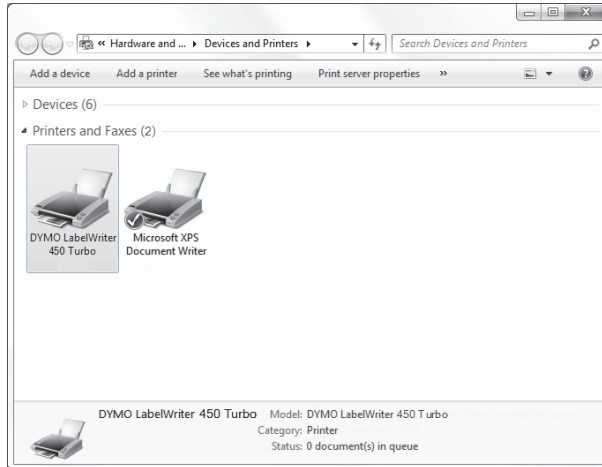 « Hardware and ... ▸ Devices and Printers ▸
Search Devices and Printers
Add a device Add a printer See what's printing Print server properties »
Devices (6)
Printers and Faxes (2)
DYMO LabelWriter
450 Turbo
Microsoft XPS
Document Writer
DYMO LabelWriter 450 Turbo Model: DYMO LabelWriter 450 Turbo
Category: Printer
Status: 0 document(s) in queue